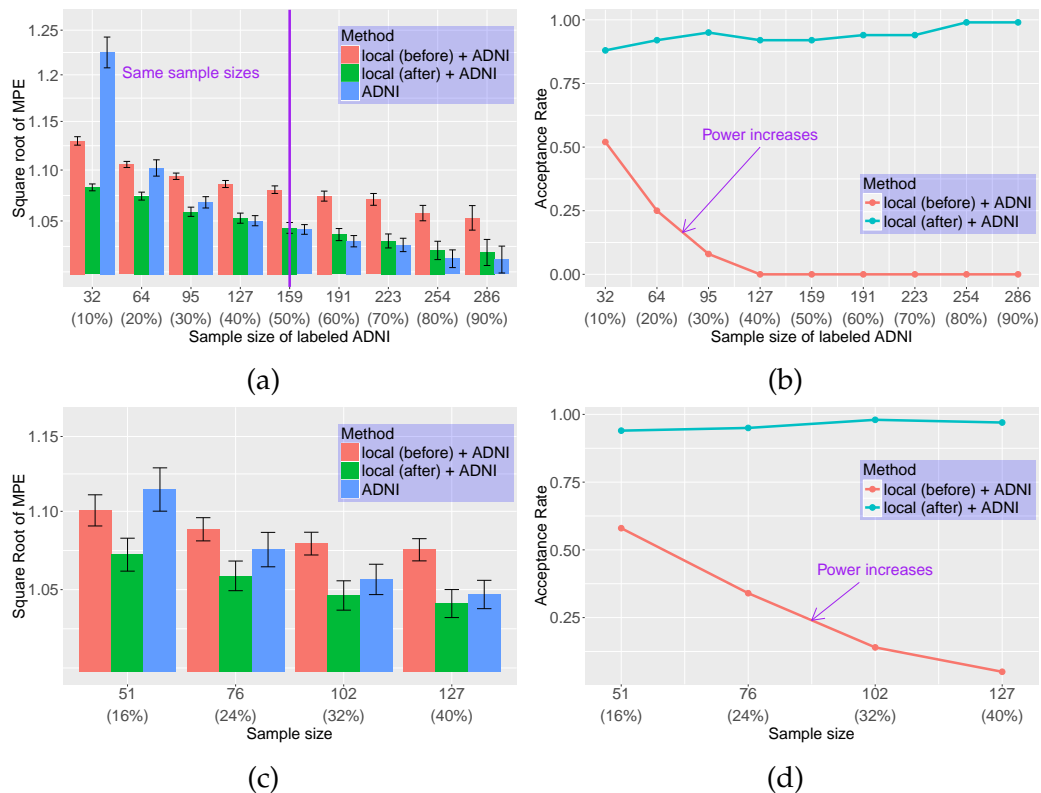 Square root of MPE
1.25
1.2
1.15
1.10
1.05
Same sample sizes
Method
local (before) + ADNI
local (after) + ADNI
ADNI
32 64 95 127 159 191 223 254 286
(10%) (20%) (30%) (40%) (50%) (60%) (70%) (80%) (90%)
Sample size of labeled ADNI
(a)
Acceptance Rate
1.00
0.75
0.50
0.25
0.00
Power increases
Method
local (before) + ADNI
local (after) + ADNI
32 64 95 127 159 191 223 254 286
(10%) (20%) (30%) (40%) (50%) (60%) (70%) (80%) (90%)
Sample size of labeled ADNI
(b)
Square Root of MPE
1.15
1.10
1.05
Method
local (before) + ADNI
local (after) + ADNI
ADNI
51 76 102 127
(16%) (24%) (32%) (40%)
Sample size
(c)
Acceptance Rate
1.00
0.75
0.50
0.25
Method
local (before) + ADNI
local (after) + ADNI
Power increases
51 76 102 127
(16%) (24%) (32%) (40%)
Sample size
(d)